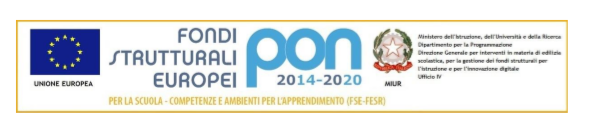 FONDI
STRUTTURALI
EUROPEI
pon
2014-2020
UNIONE EUROPEA
MIUR
Ministero dell'Istruzione, dell'Università e della Ricerca
Dipartimento per la Programmazione
Direzione Generale per interventi in materia di edilizia
scolastica, per la gestione dei fondi strutturali per
l'istruzione e per l'innovazione digitale
Ufficio IV
PER LA SCUOLA - COMPETENZE E AMBIENTI PER L'APPRENDIMENTO (FSE-FESR)